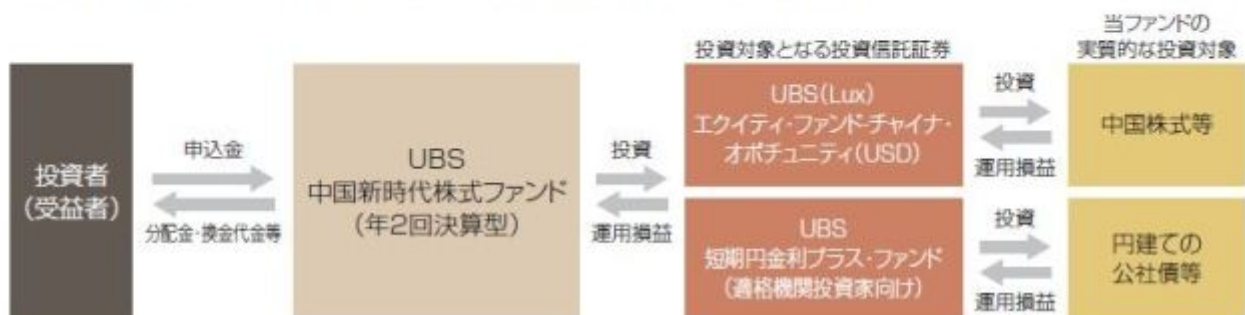 投資者
(受益者)
申込金
分配金・換金代金等
UBS
中国新時代株式ファンド
(年2回決算型)
投資
運用損益
投資対象となる投資信託証券
UBS(Lux)
エクイティ・ファンド-チャイナ・
オポチュニティ(USD)
UBS
短期円金利プラス・ファンド
(適格機関投資家向け)
投資
運用損益
投資
運用損益
当ファンドの
実質的な投資対象
中国株式等
円建ての
公社債等